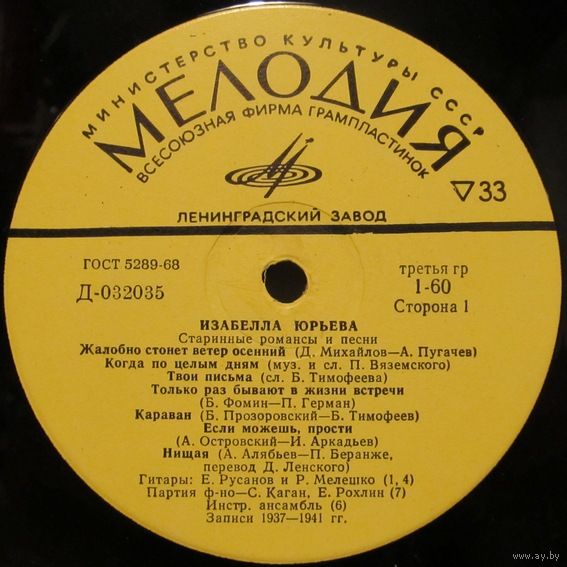 МИНИСТЕРСТВО КУЛЬТУРЫ СССР
МЕЛОДИЯ
ВСЕСОЮЗНАЯ ФИРМА ГРАМПЛАСТИНОК
▽33
ЛЕНИНГРАДСКИЙ ЗАВОД
ГОСТ 5289-68
третья гр
Д-032035
1-60
Сторона 1
ИЗАБЕЛЛА ЮРЬЕВА
Старинные романсы и песни
Жалобно стонет ветер осенний (Д. Михайлов—А. Пугачев)
Когда по целым дням (муз. и сл. П. Вяземского)
Твои письма (сл. Б. Тимофеева)
Только раз бывают в жизни встречи
(Б. Фомин—П. Герман)
Караван (Б. Прозоровский—Б. Тимофеев)
Если можешь, прости
(А. Островский—И. Аркадьев)
Нищая (А. Алябьев—П. Беранже,
перевод Д. Ленского)
Гитары: Е. Русанов и Р. Мелешко (1, 4)
Партия ф-но—С. Каган, Е. Рохлин (7)
Инстр. ансамбль (6)
Записи 1937—1941 гг.
www.ay.by